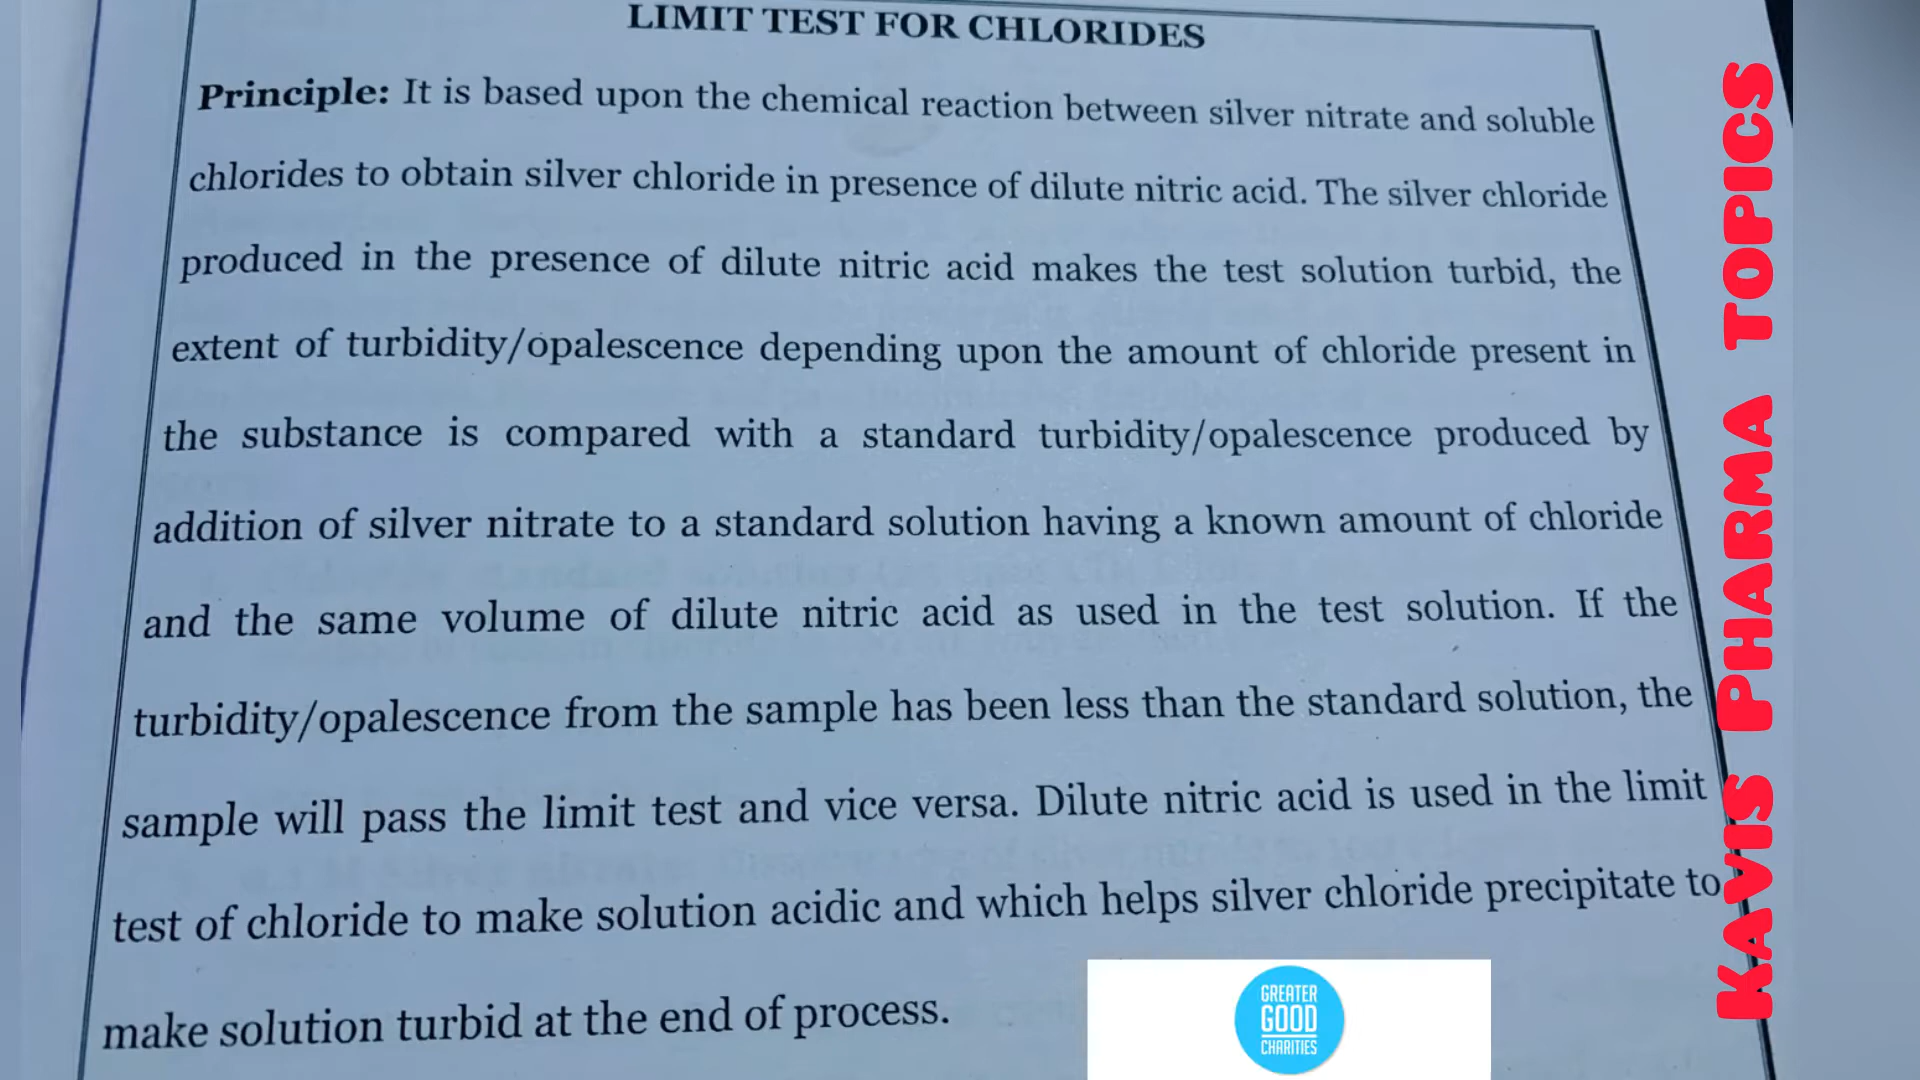 LIMIT TEST FOR CHLORIDES
Principle: It is based upon the chemical reaction between silver nitrate and soluble
chlorides to obtain silver chloride in presence of dilute nitric acid. The silver chloride
produced in the presence of dilute nitric acid makes the test solution turbid, the
extent of turbidity/opalescence depending upon the amount of chloride present in
the substance is compared with a standard turbidity/opalescence produced by
addition of silver nitrate to a standard solution having a known amount of chloride
and the same volume of dilute nitric acid as used in the test solution. If the
turbidity/opalescence from the sample has been less than the standard solution, the
sample will pass the limit test and vice versa. Dilute nitric acid is used in the limit
test of chloride to make solution acidic and which helps silver chloride precipitate to
make solution turbid at the end of process.
KAVIS PHARMA TOPICS
GREATER
GOOD
CHARITIES